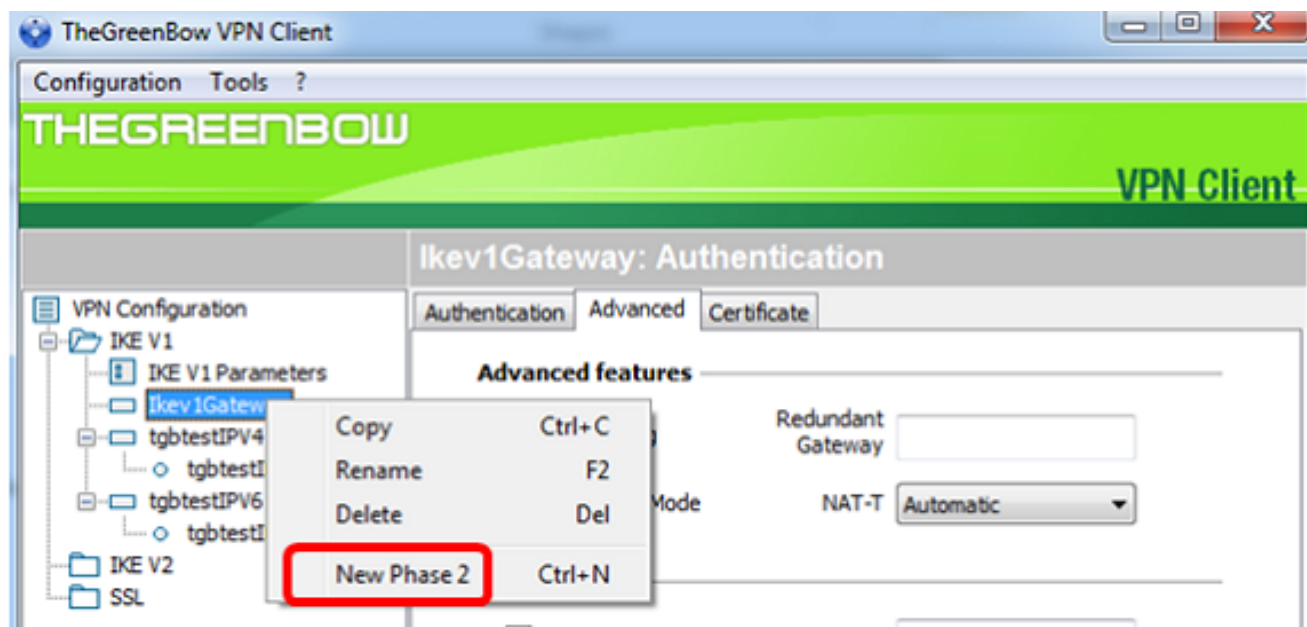 TheGreenBow VPN Client
Configuration Tools ?
THEGREENBOW
VPN Client
Ikev1Gateway: Authentication
VPN Configuration
IKE V1
IKE V1 Parameters
Ikev1Gatew
tgbtestIPV4
tgbtestI
tgbtestIPV6
tgbtestI
IKE V2
SSL
Authentication Advanced Certificate
Advanced features
Redundant
Gateway
Mode
NAT-T Automatic
Copy Ctrl+C
Rename F2
Delete Del
New Phase 2 Ctrl+N